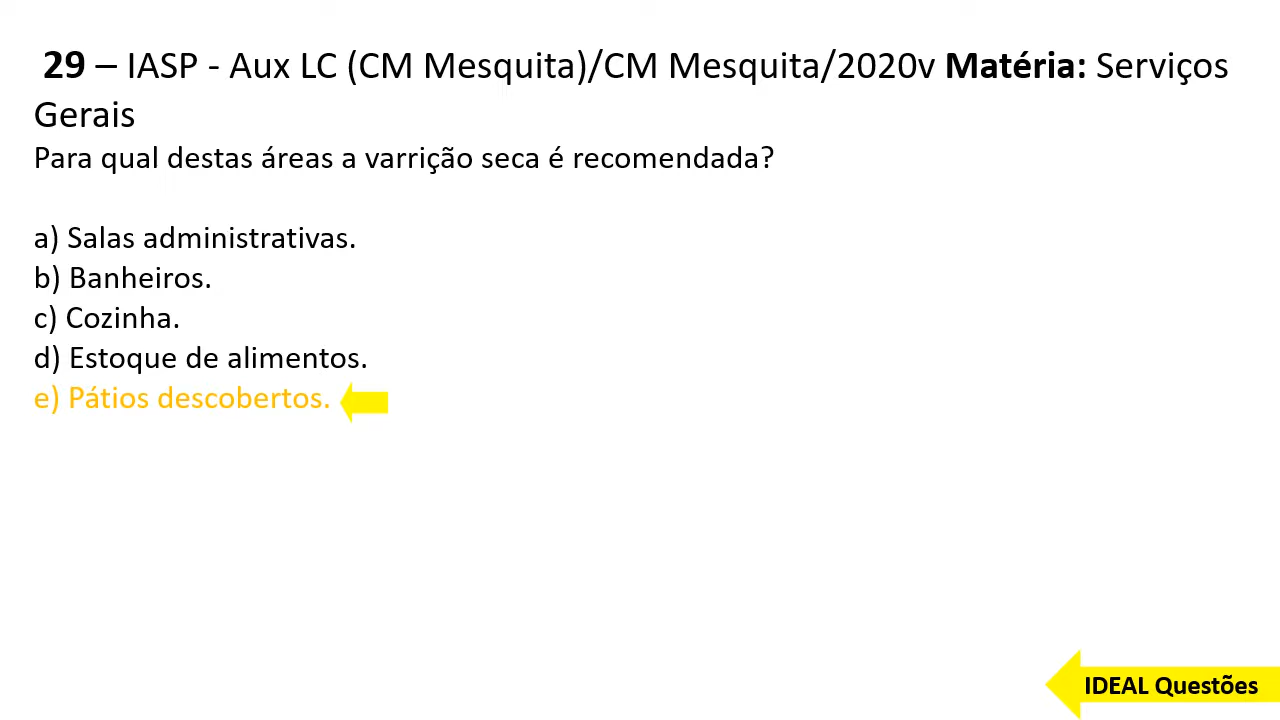 29 – IASP - Aux LC (CM Mesquita)/CM Mesquita/2020v Matéria: Serviços
Gerais
Para qual destas áreas a varrição seca é recomendada?
a) Salas administrativas.
b) Banheiros.
c) Cozinha.
d) Estoque de alimentos.
e) Pátios descobertos.
IDEAL Questões